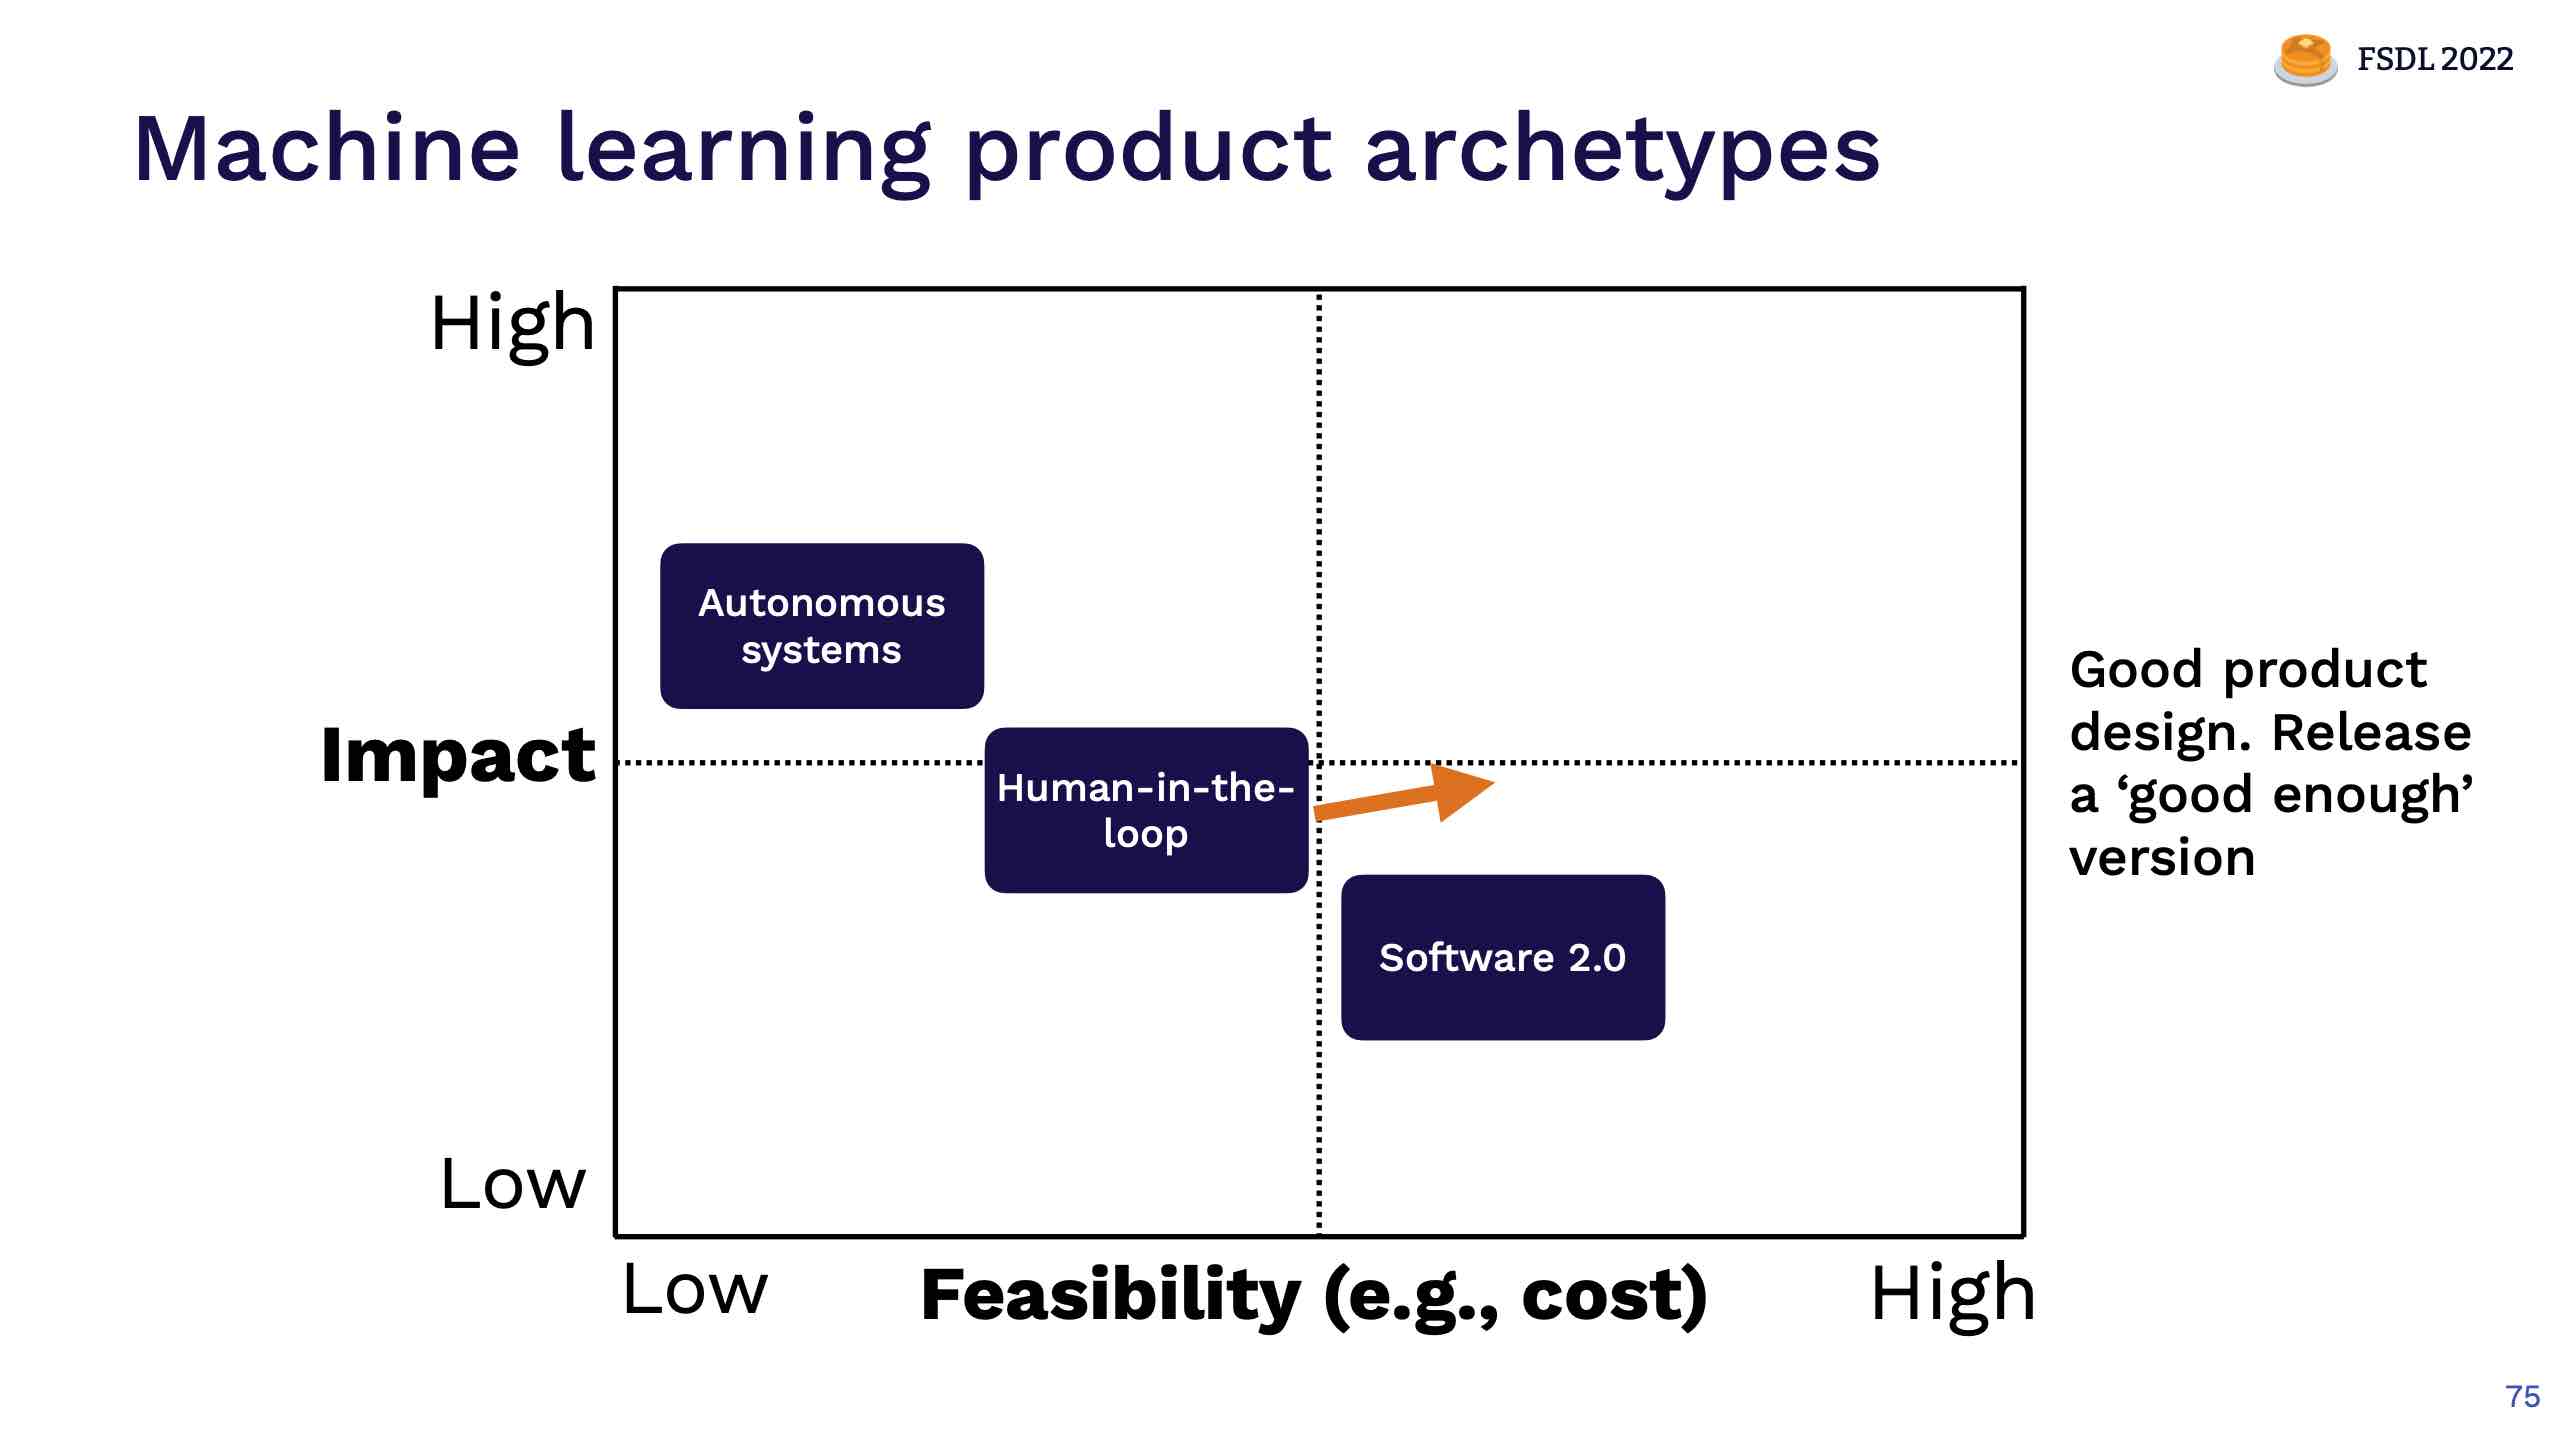 FSDL 2022
Machine learning product archetypes
High
Autonomous
systems
Impact
Human-in-the-
loop
Good product
design. Release
a ‘good enough’
version
Software 2.0
Low
Low
Feasibility (e.g., cost)
High
75